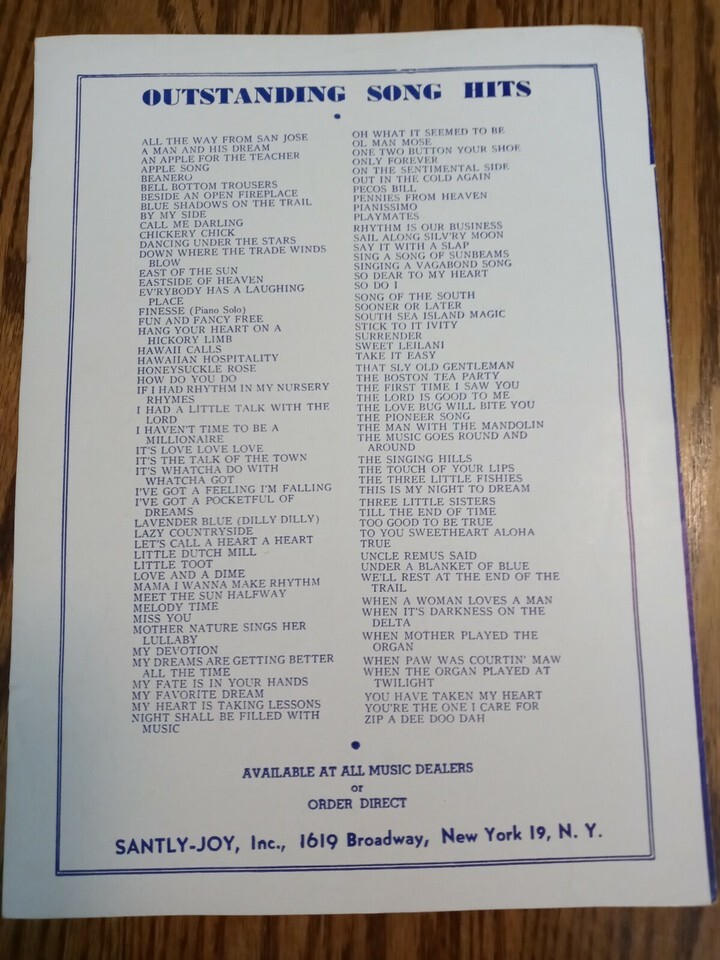 OUTSTANDING SONG HITS
ALL THE WAY FROM SAN JOSE
A MAN AND HIS DREAM
AN APPLE FOR THE TEACHER
APPLE SONG
BEANERO
BELL BOTTOM TROUSERS
BESIDE AN OPEN FIREPLACE
BLUE SHADOWS ON THE TRAIL
BY MY SIDE
CALL ME DARLING
CHICKERY CHICK
DANCING UNDER THE STARS
DOWN WHERE THE TRADE WINDS
BLOW
EAST OF THE SUN
EASTSIDE OF HEAVEN
EV'RYBODY HAS A LAUGHING
PLACE
FINESSE (Piano Solo)
FUN AND FANCY FREE
HANG YOUR HEART ON A
HICKORY LIMB
HAWAII CALLS
HAWAIIAN HOSPITALITY
HONEYSUCKLE ROSE
HOW DO YOU DO
IF I HAD RHYTHM IN MY NURSERY
RHYMES
I HAD A LITTLE TALK WITH THE
LORD
I HAVEN'T TIME TO BE A
MILLIONAIRE
IT'S LOVE LOVE LOVE
IT'S THE TALK OF THE TOWN
IT'S WHATCHA DO WITH
WHATCHA GOT
I'VE GOT A FEELING I'M FALLING
I'VE GOT A POCKETFUL OF
DREAMS
LAVENDER BLUE (DILLY DILLY)
LAZY COUNTRYSIDE
LET'S CALL A HEART A HEART
LITTLE DUTCH MILL
LITTLE TOOT
LOVE AND A DIME
MAMA I WANNA MAKE RHYTHM
MEET THE SUN HALFWAY
MELODY TIME
MISS YOU
MOTHER NATURE SINGS HER
LULLABY
MY DEVOTION
MY DREAMS ARE GETTING BETTER
ALL THE TIME
MY FATE IS IN YOUR HANDS
MY FAVORITE DREAM
MY HEART IS TAKING LESSONS
NIGHT SHALL BE FILLED WITH
MUSIC
OH WHAT IT SEEMED TO BE
OL MAN MOSE
ONE TWO BUTTON YOUR SHOE
ONLY FOREVER
ON THE SENTIMENTAL SIDE
OUT IN THE COLD AGAIN
PECOS BILL
PENNIES FROM HEAVEN
PIANISSIMO
PLAYMATES
RHYTHM IS OUR BUSINESS
SAIL ALONG SILV'RY MOON
SAY IT WITH A SLAP
SING A SONG OF SUNBEAMS
SINGING A VAGABOND SONG
SO DEAR TO MY HEART
SO DO I
SONG OF THE SOUTH
SOONER OR LATER
SOUTH SEA ISLAND MAGIC
STICK TO IT IVITY
SURRENDER
SWEET LEILANI
TAKE IT EASY
THAT SLY OLD GENTLEMAN
THE BOSTON TEA PARTY
THE FIRST TIME I SAW YOU
THE LORD IS GOOD TO ME
THE LOVE BUG WILL BITE YOU
THE PIONEER SONG
THE MAN WITH THE MANDOLIN
THE MUSIC GOES ROUND AND
AROUND
THE SINGING HILLS
THE TOUCH OF YOUR LIPS
THE THREE LITTLE FISHIES
THIS IS MY NIGHT TO DREAM
THREE LITTLE SISTERS
TILL THE END OF TIME
TOO GOOD TO BE TRUE
TO YOU SWEETHEART ALOHA
TRUE
UNCLE REMUS SAID
UNDER A BLANKET OF BLUE
WE'LL REST AT THE END OF THE
TRAIL
WHEN A WOMAN LOVES A MAN
WHEN IT'S DARKNESS ON THE
DELTA
WHEN MOTHER PLAYED THE
ORGAN
WHEN PAW WAS COURTIN' MAW
WHEN THE ORGAN PLAYED AT
TWILIGHT
YOU HAVE TAKEN MY HEART
YOU'RE THE ONE I CARE FOR
ZIP A DEE DOO DAH
AVAILABLE AT ALL MUSIC DEALERS
or
ORDER DIRECT
SANTLY-JOY, Inc., 1619 Broadway, New York 19, N. Y.